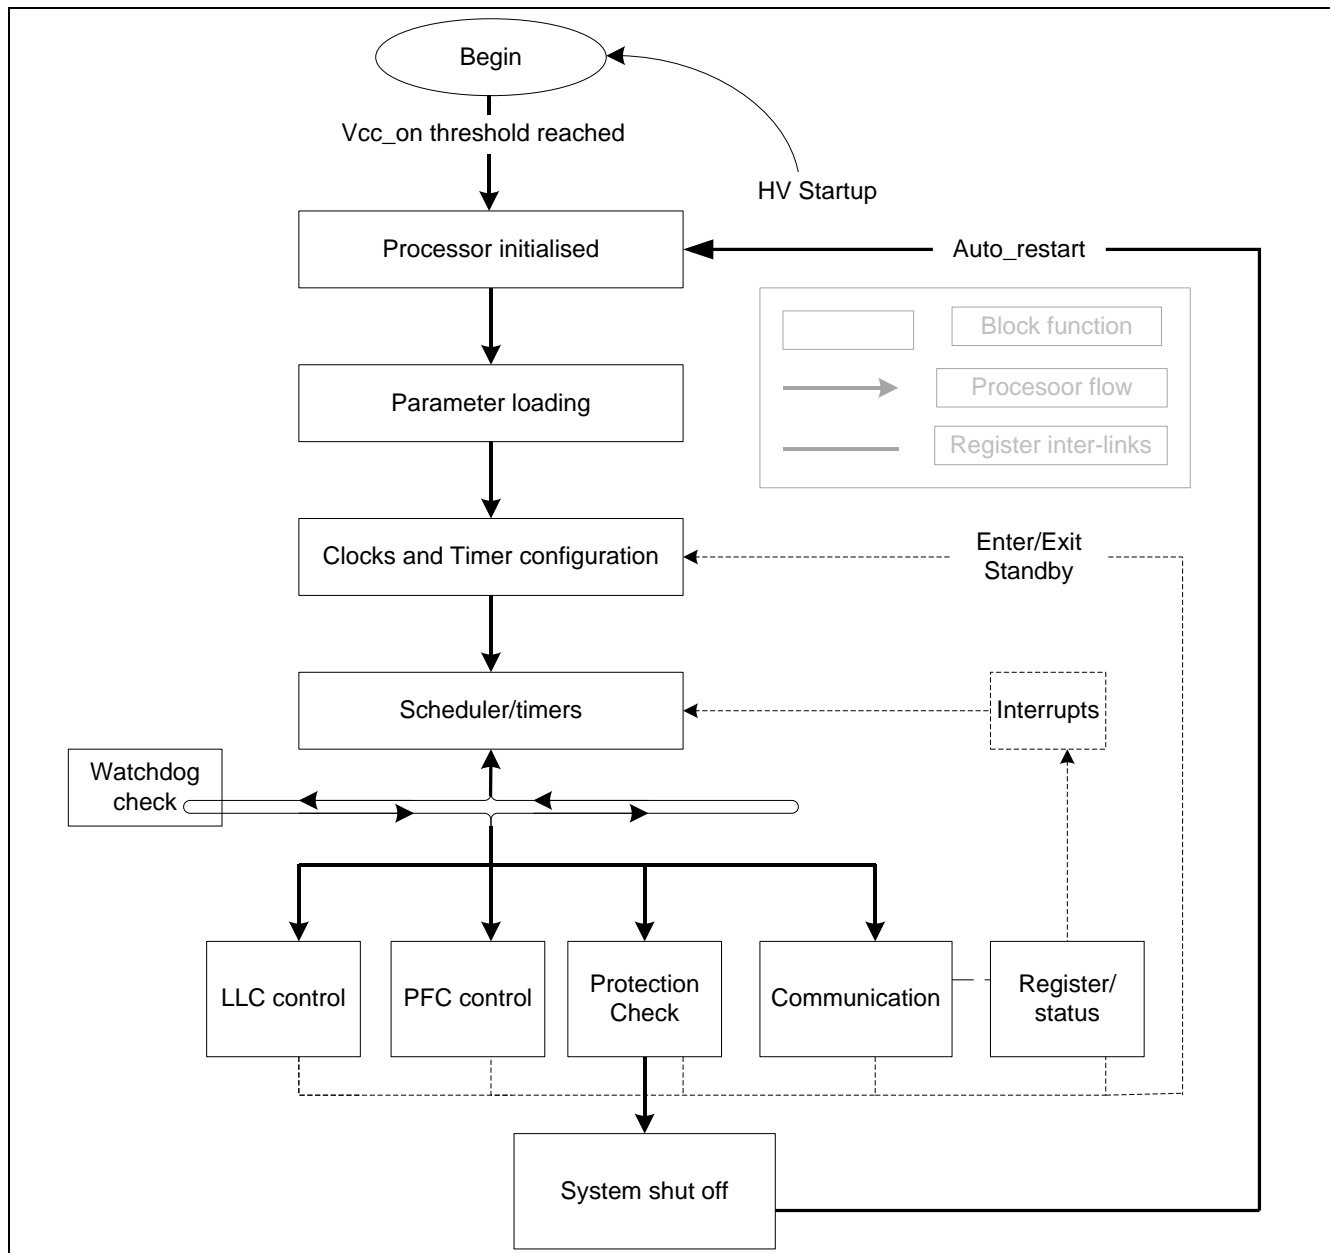 Begin
Vcc_on threshold reached
HV Startup
Processor initialised
Auto_restart
Block function
Procesoor flow
Register inter-links
Parameter loading
Clocks and Timer configuration
Enter/Exit
Standby
Scheduler/timers
Interrupts
Watchdog
check
LLC control
PFC control
Protection
Check
Communication
Register/
status
System shut off